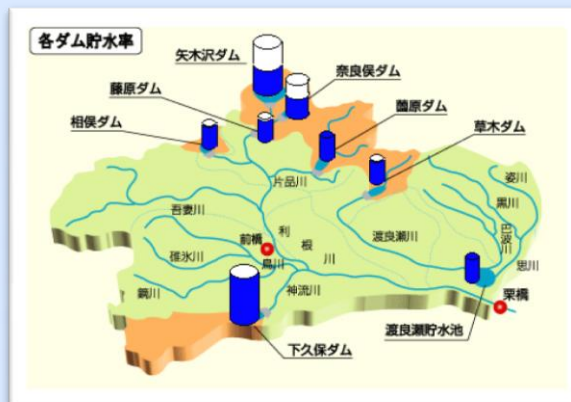 各ダム貯水率
矢木沢ダム
奈良俣ダム
藤原ダム
薗原ダム
相俣ダム
草木ダム
片品川
姿川
黒川
吾妻川
巴波川
利根川
渡良瀬川
前橋
思川
碓氷川
烏川
栗橋
鏑川
神流川
渡良瀬貯水池
下久保ダム